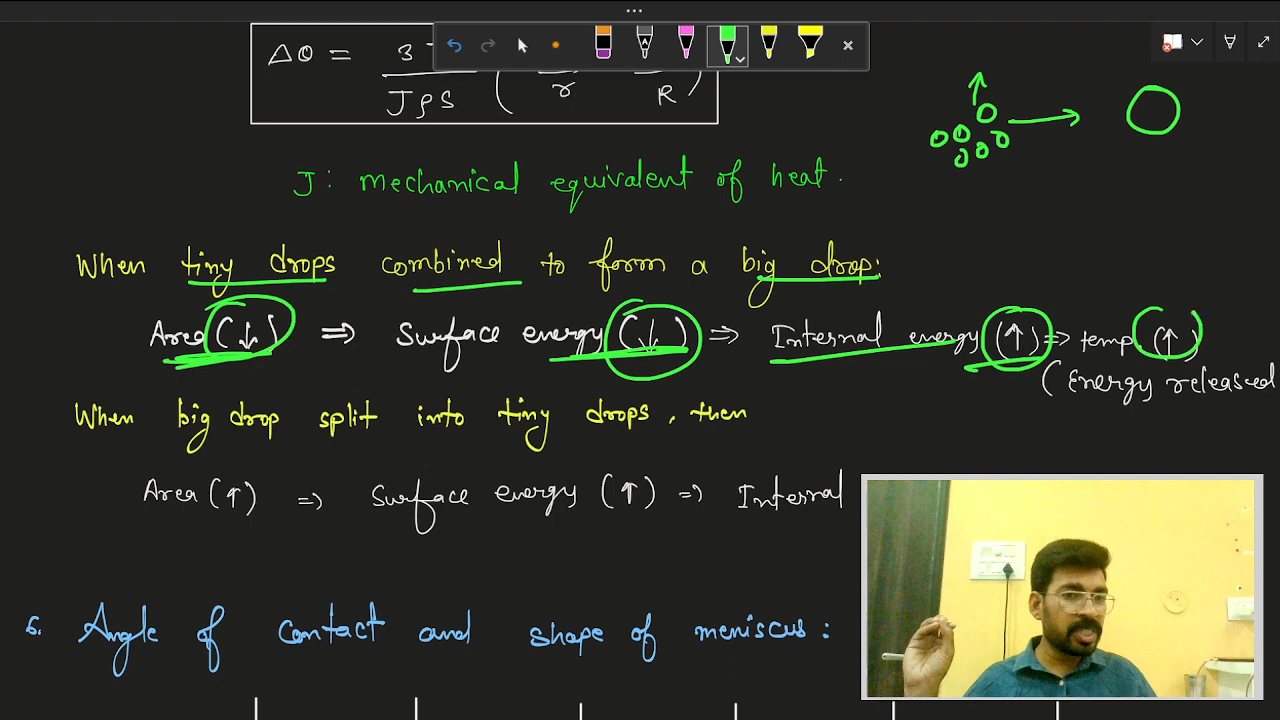 Δθ = 3 / JρS ( r R )
J : mechanical equivalent of heat.
When tiny drops combined to form a big drop:
Area (↓) ⇒ Surface energy (↓) ⇒ Internal energy (↑) ⇒ temp. (↑)
(Energy released
When big drop split into tiny drops, then
Area (↑) ⇒ Surface energy (↑) ⇒ Internal
6. Angle of contact and shape of meniscus :